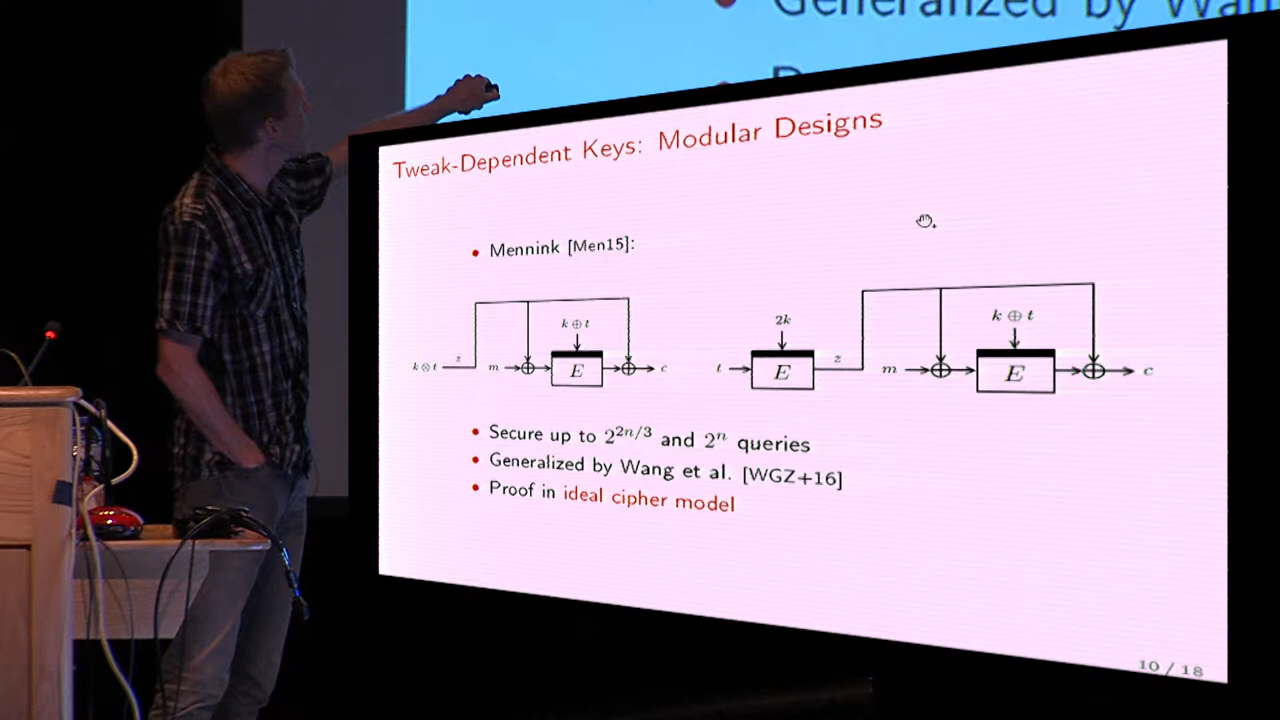 Generalized by Wang
Tweak-Dependent Keys: Modular Designs
• Mennink [Men15]:
k ⊗ t z m k ⊕ t E c
t 2k E z m k ⊕ t E c
• Secure up to 2^{2n/3} and 2^n queries
• Generalized by Wang et al. [WGZ+16]
• Proof in ideal cipher model
10 / 18